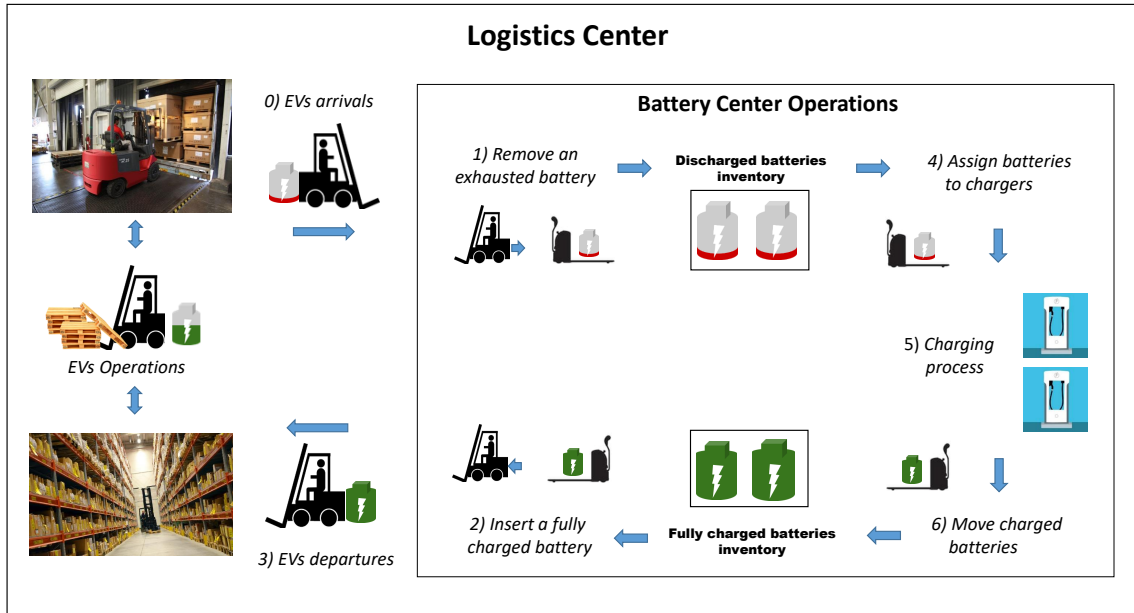 Logistics Center
0) EVs arrivals
Battery Center Operations
1) Remove an
exhausted battery
Discharged batteries
inventory
4) Assign batteries
to chargers
EVs Operations
5) Charging
process
3) EVs departures
2) Insert a fully
charged battery
Fully charged batteries
inventory
6) Move charged
batteries